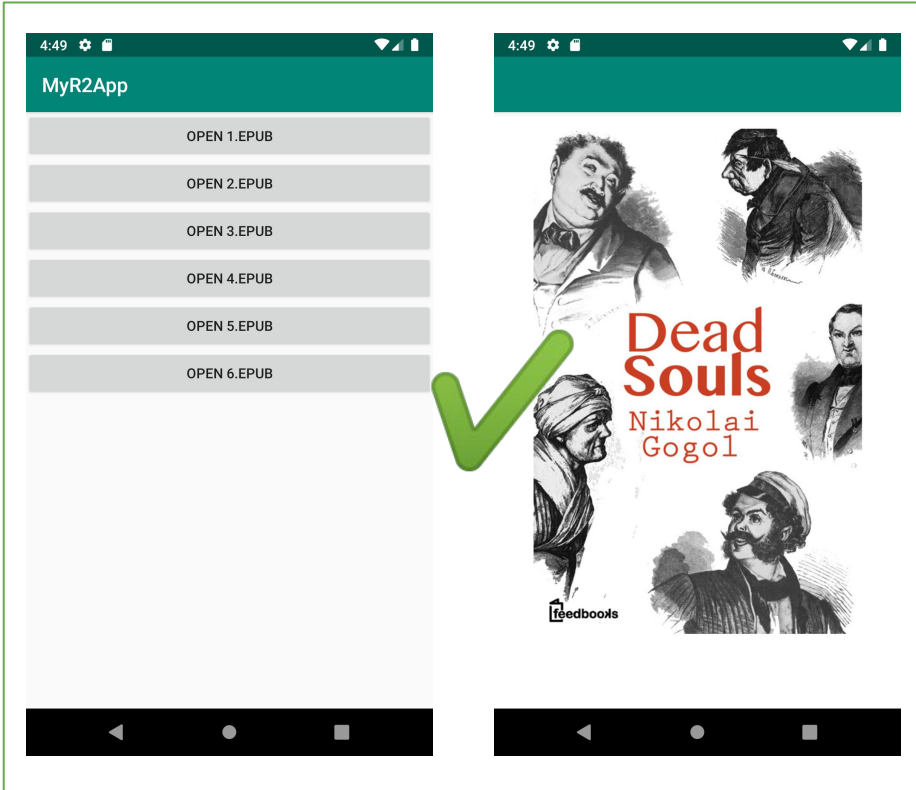 4:49
MyR2App
OPEN 1.EPUB
OPEN 2.EPUB
OPEN 3.EPUB
OPEN 4.EPUB
OPEN 5.EPUB
OPEN 6.EPUB
4:49
Dead
Souls
Nikolai
Gogol
feedbooks